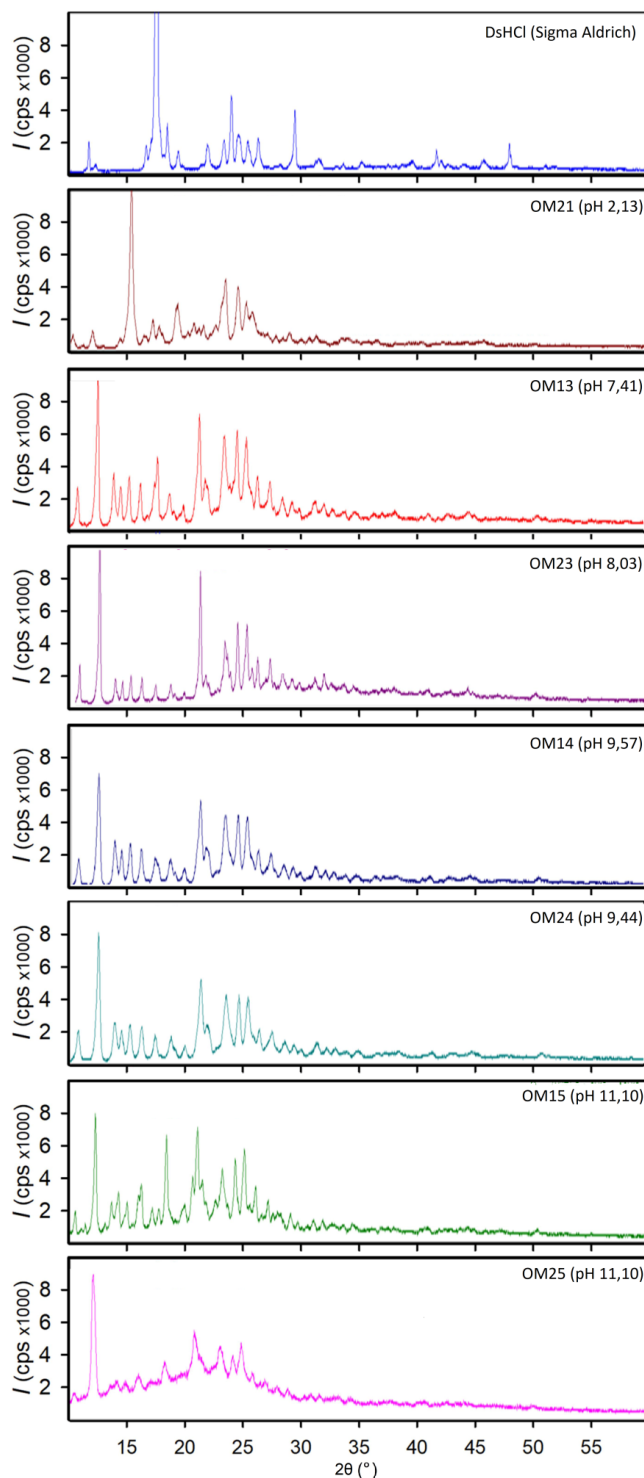 DsHCl (Sigma Aldrich)
I (cps x1000)
8
6
4
2
OM21 (pH 2,13)
I (cps x1000)
8
6
4
2
OM13 (pH 7,41)
I (cps x1000)
8
6
4
2
OM23 (pH 8,03)
I (cps x1000)
8
6
4
2
OM14 (pH 9,57)
I (cps x1000)
8
6
4
2
OM24 (pH 9,44)
I (cps x1000)
8
6
4
2
OM15 (pH 11,10)
I (cps x1000)
8
6
4
2
OM25 (pH 11,10)
I (cps x1000)
8
6
4
2
15 20 25 30 35 40 45 50 55
2θ (°)